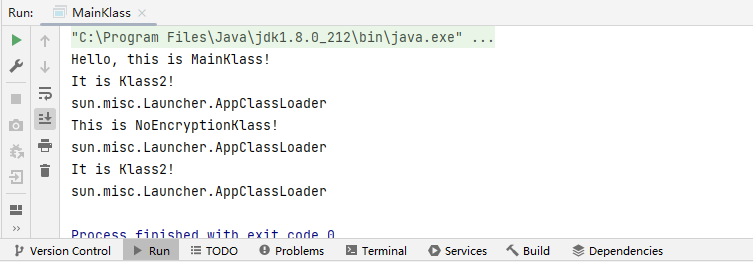 Run: MainKlass
"C:\Program Files\Java\jdk1.8.0_212\bin\java.exe" ...
Hello, this is MainKlass!
It is Klass2!
sun.misc.Launcher.AppClassLoader
This is NoEncryptionKlass!
sun.misc.Launcher.AppClassLoader
It is Klass2!
sun.misc.Launcher.AppClassLoader
Process finished with exit code 0
Version Control Run TODO Problems Terminal Services Build Dependencies